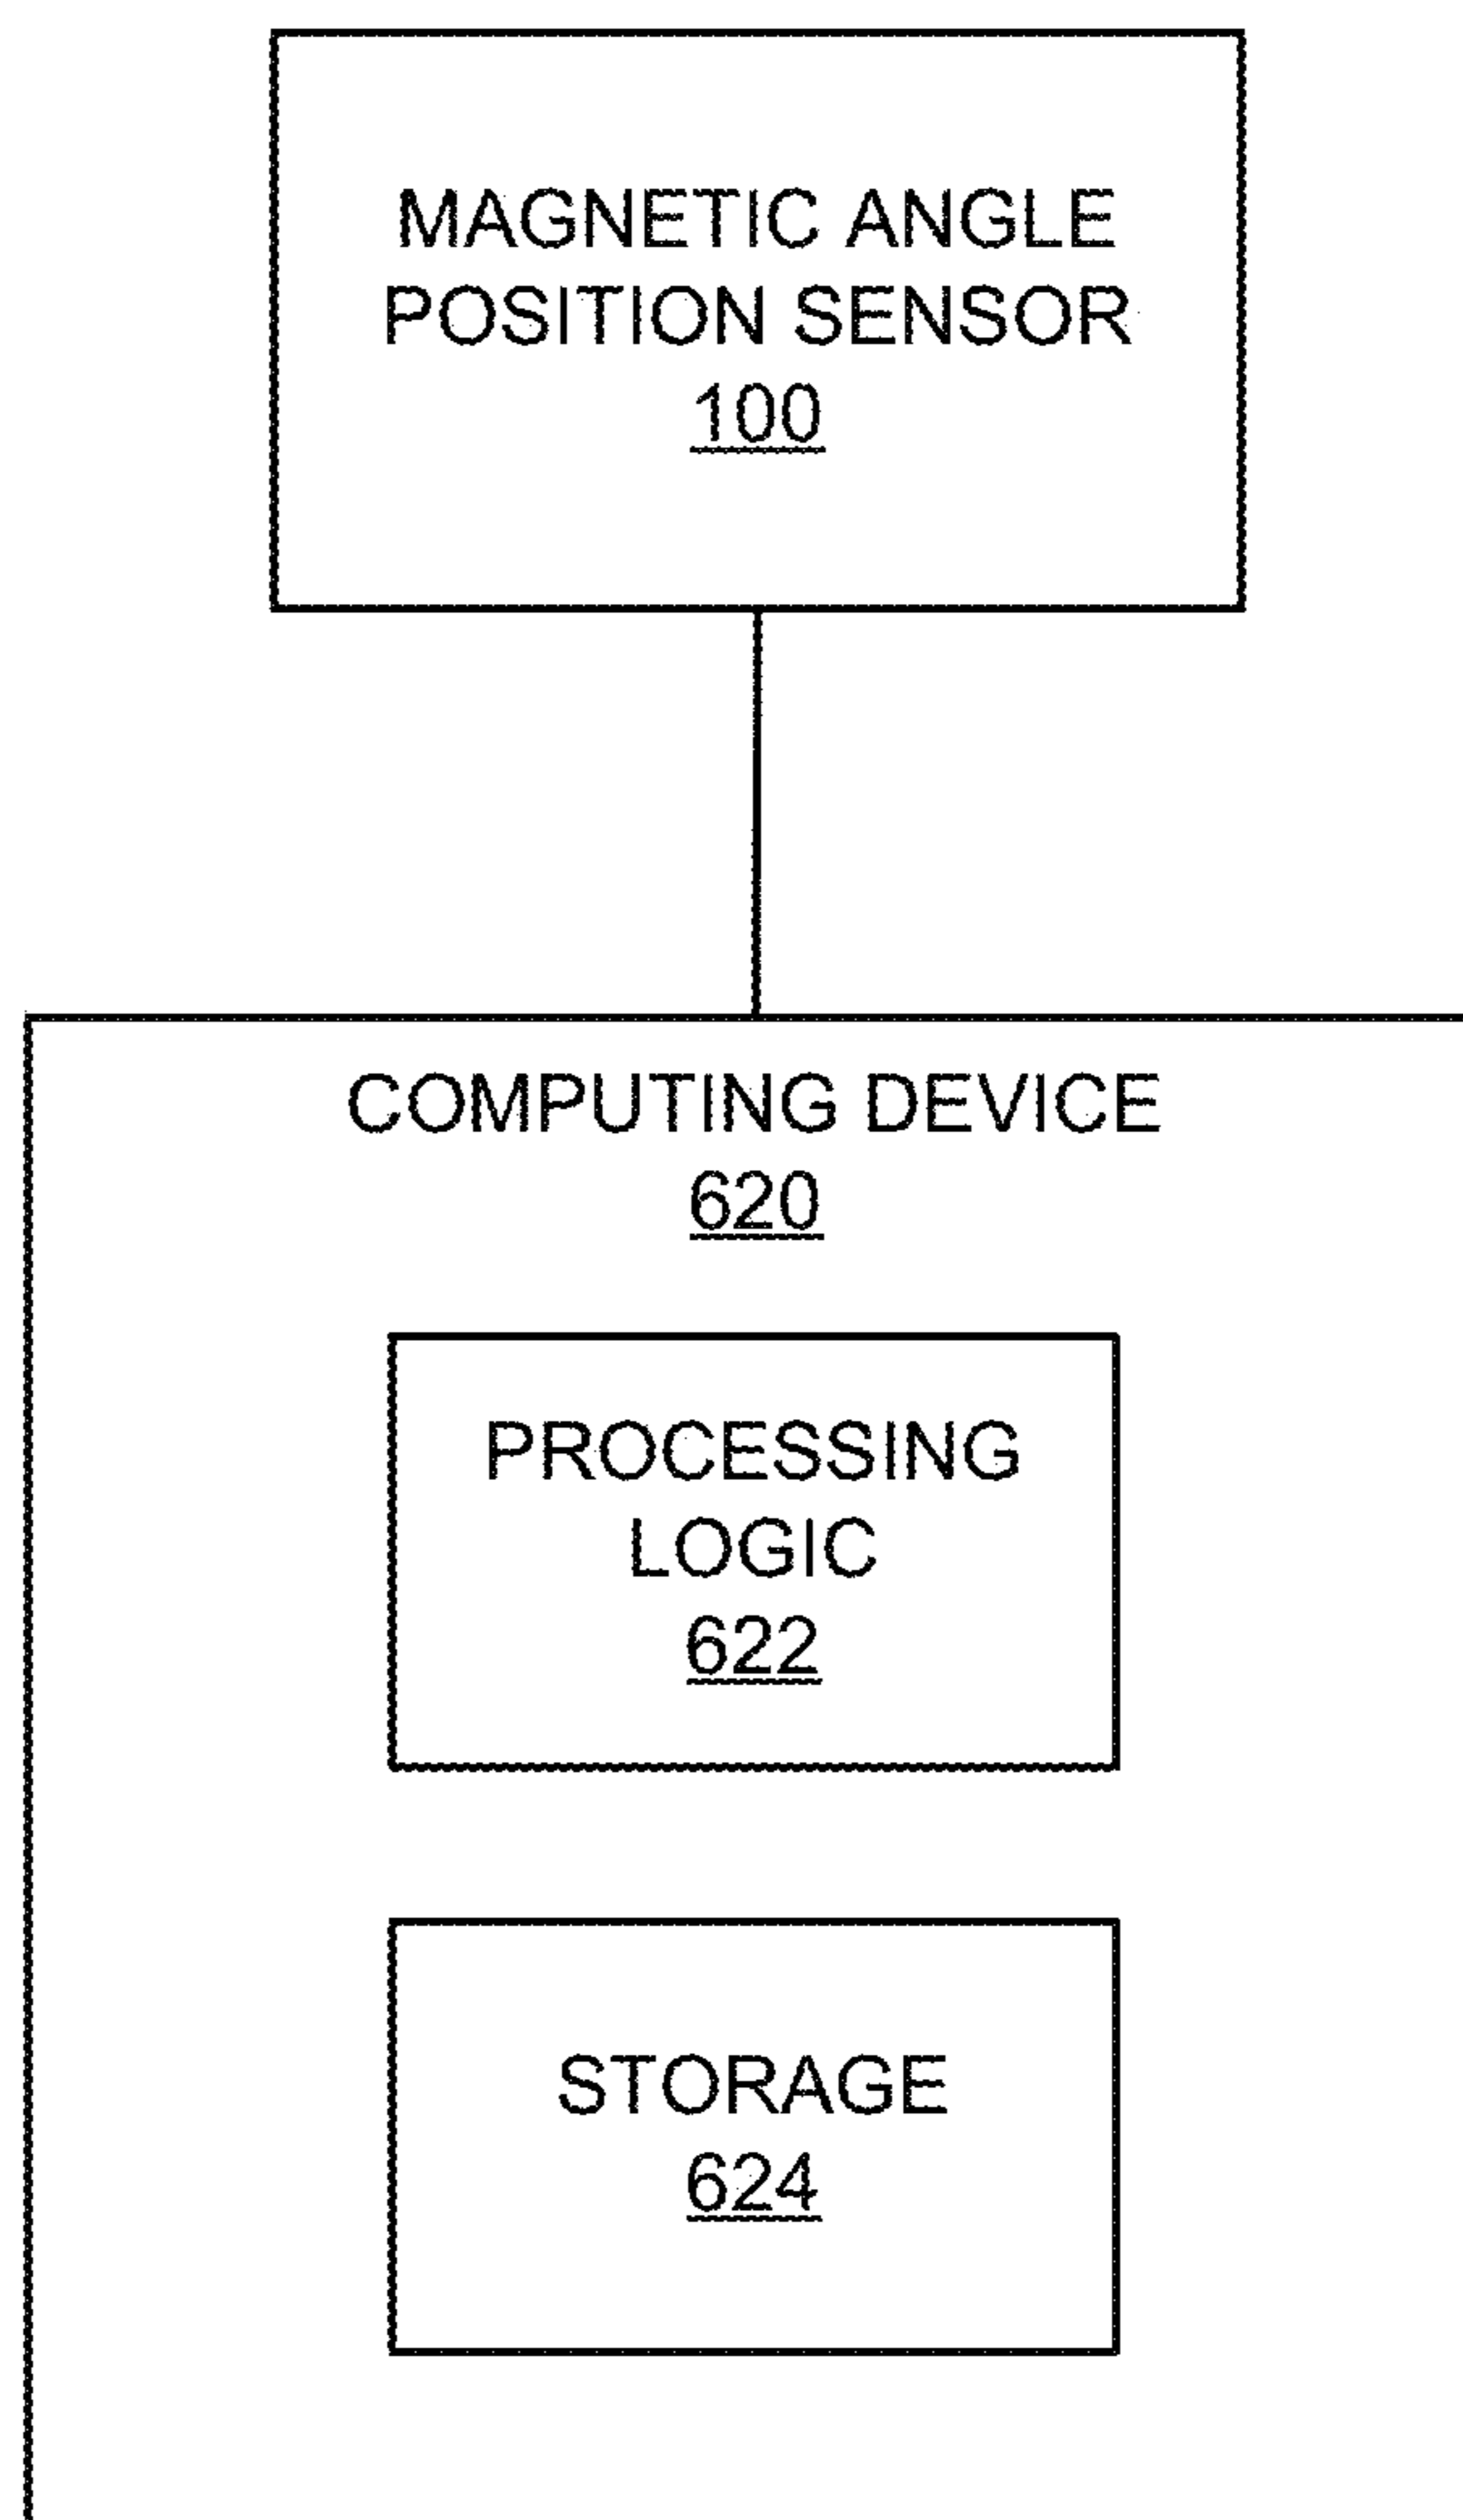 MAGNETIC ANGLE
POSITION SENSOR
100
COMPUTING DEVICE
620
PROCESSING
LOGIC
622
STORAGE
624